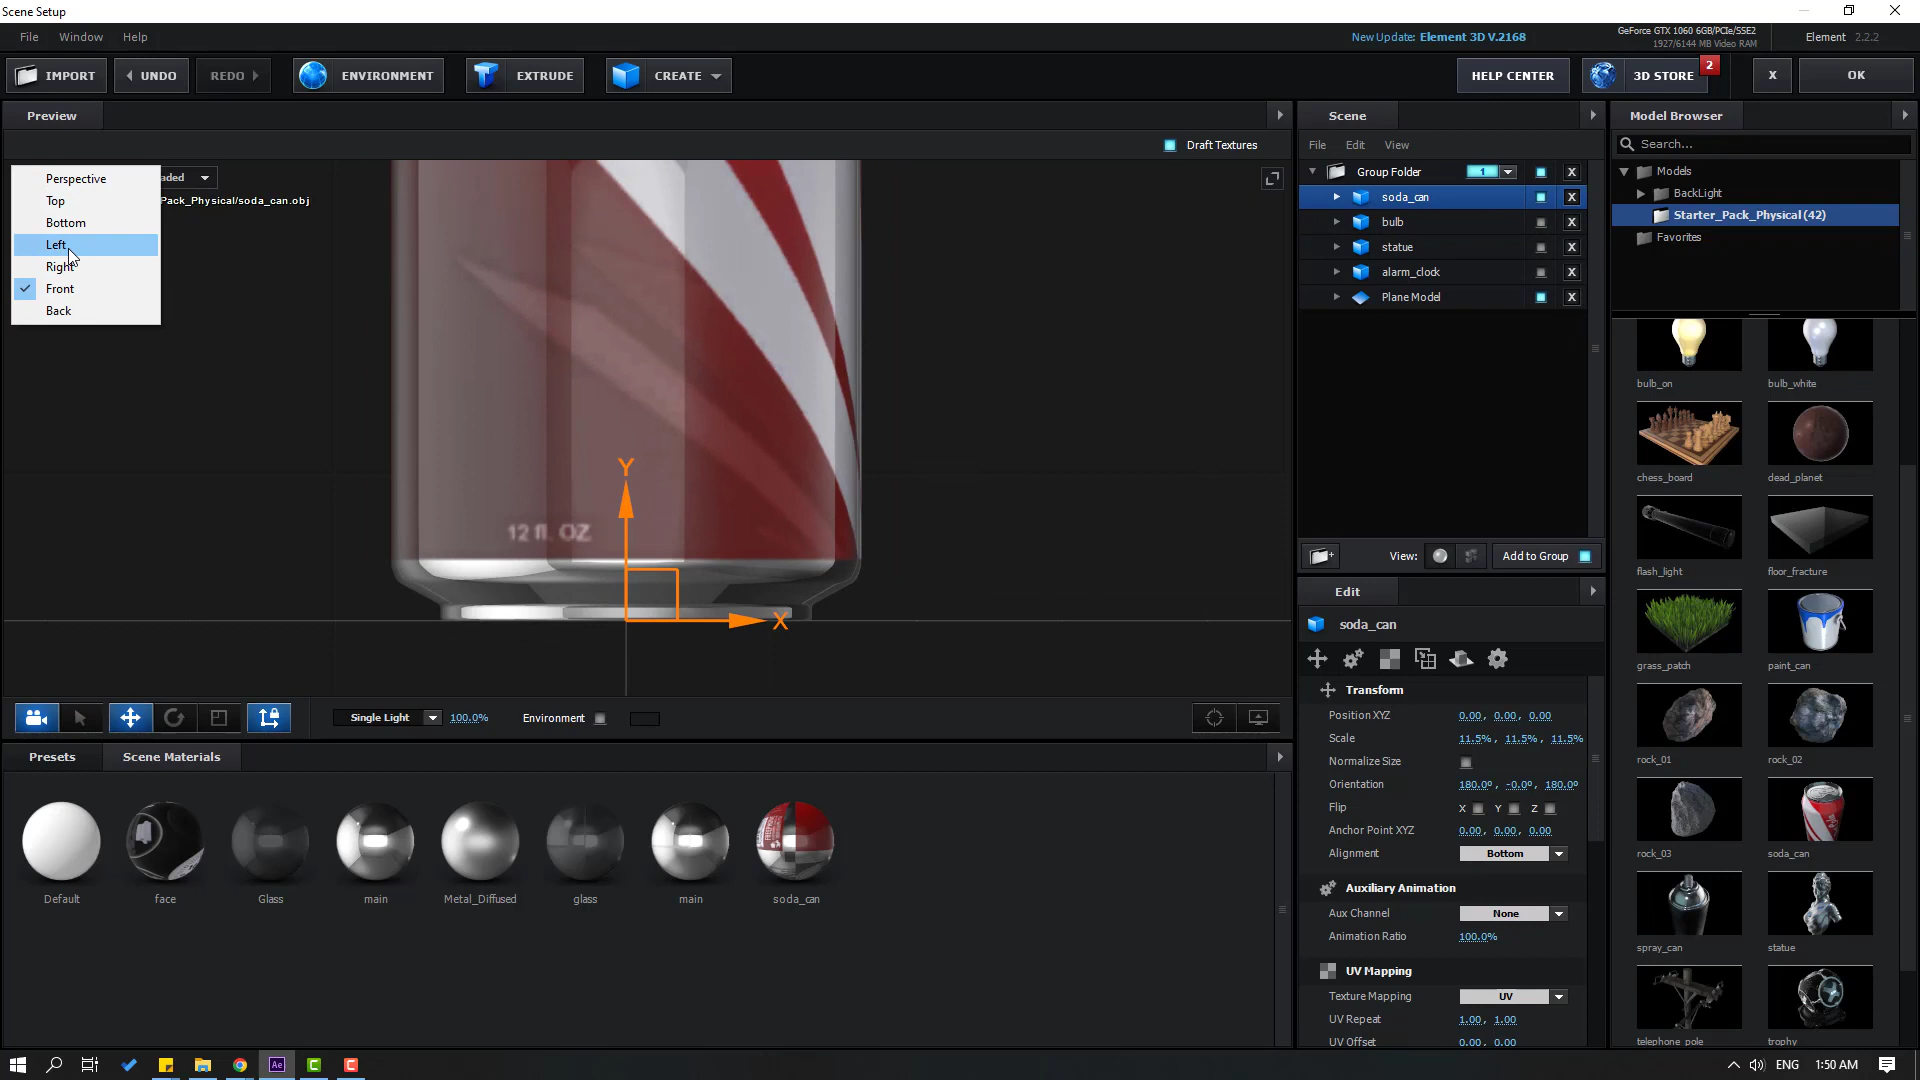 Scene Setup
File Window Help
New Update: Element 3D V.2168
GeForce GTX 1060 6GB/PCIe/SSE2
1927/6144 MB Video RAM
Element 2.2.2
IMPORT
UNDO
REDO
ENVIRONMENT
EXTRUDE
CREATE
HELP CENTER
3D STORE
2
X
OK
Preview
Draft Textures
Perspective
Top
Bottom
Left
Right
Front
Back
aded
Pack_Physical/soda_can.obj
12 fl. OZ
Y
X
Single Light
100.0%
Environment
Presets
Scene Materials
Default
face
Glass
main
Metal_Diffused
glass
main
soda_can
Scene
File Edit View
Group Folder 1 X
soda_can X
bulb X
statue X
alarm_clock X
Plane Model X
View:
Add to Group
Edit
soda_can
Transform
Position XYZ 0.00, 0.00, 0.00
Scale 11.5%, 11.5%, 11.5%
Normalize Size
Orientation 180.0º, -0.0º, 180.0º
Flip X Y Z
Anchor Point XYZ 0.00, 0.00, 0.00
Alignment Bottom
Auxiliary Animation
Aux Channel None
Animation Ratio 100.0%
UV Mapping
Texture Mapping UV
UV Repeat 1.00, 1.00
UV Offset 0.00, 0.00
Model Browser
Search...
Models
BackLight
Starter_Pack_Physical (42)
Favorites
bulb_on
bulb_white
chess_board
dead_planet
flash_light
floor_fracture
grass_patch
paint_can
rock_01
rock_02
rock_03
soda_can
spray_can
statue
telephone_pole
trophy
Ae
ENG
1:50 AM